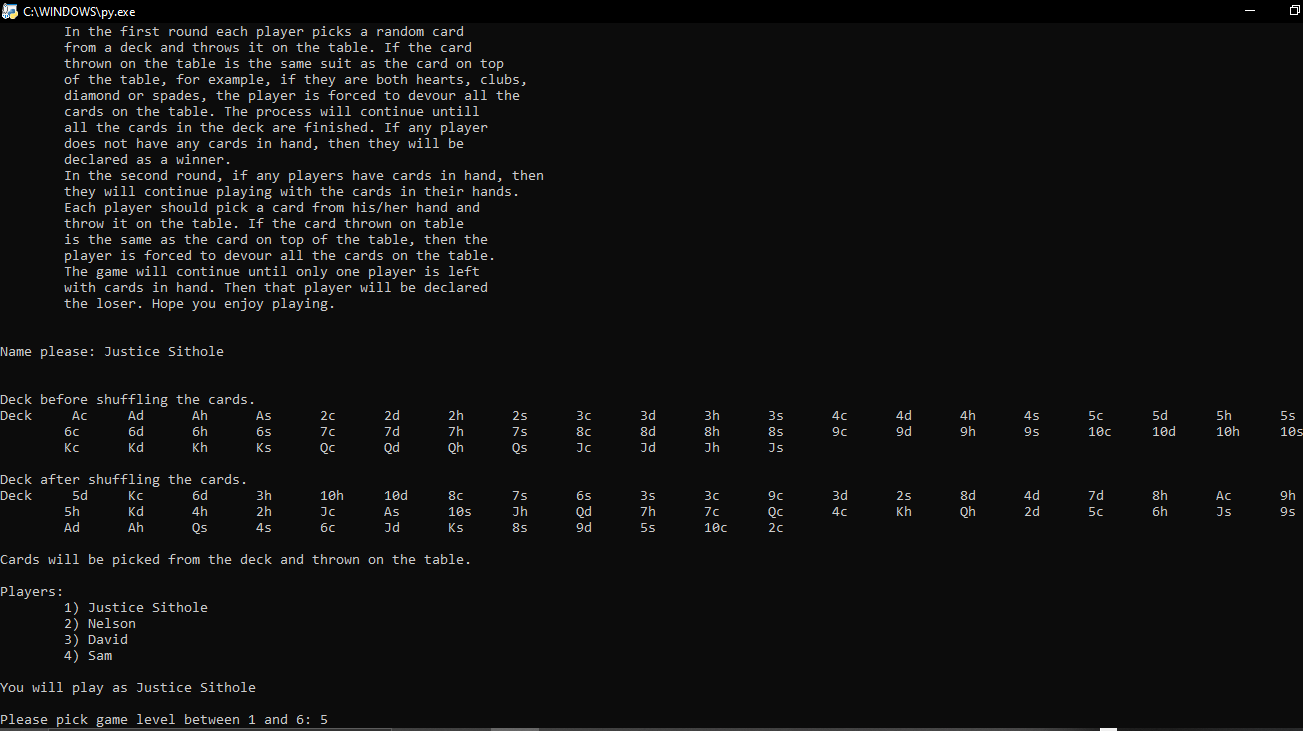 C:\WINDOWS\py.exe
In the first round each player picks a random card
from a deck and throws it on the table. If the card
thrown on the table is the same suit as the card on top
of the table, for example, if they are both hearts, clubs,
diamond or spades, the player is forced to devour all the
cards on the table. The process will continue untill
all the cards in the deck are finished. If any player
does not have any cards in hand, then they will be
declared as a winner.
In the second round, if any players have cards in hand, then
they will continue playing with the cards in their hands.
Each player should pick a card from his/her hand and
throw it on the table. If the card thrown on table
is the same as the card on top of the table, then the
player is forced to devour all the cards on the table.
The game will continue until only one player is left
with cards in hand. Then that player will be declared
the loser. Hope you enjoy playing.
Name please: Justice Sithole
Deck before shuffling the cards.
Deck Ac Ad Ah As 2c 2d 2h 2s 3c 3d 3h 3s 4c 4d 4h 4s 5c 5d 5h 5s
6c 6d 6h 6s 7c 7d 7h 7s 8c 8d 8h 8s 9c 9d 9h 9s 10c 10d 10h 10s
Kc Kd Kh Ks Qc Qd Qh Qs Jc Jd Jh Js
Deck after shuffling the cards.
Deck 5d Kc 6d 3h 10h 10d 8c 7s 6s 3s 3c 9c 3d 2s 8d 4d 7d 8h Ac 9h
5h Kd 4h 2h Jc As 10s Jh Qd 7h 7c Qc 4c Kh Qh 2d 5c 6h Js 9s
Ad Ah Qs 4s 6c Jd Ks 8s 9d 5s 10c 2c
Cards will be picked from the deck and thrown on the table.
Players:
1) Justice Sithole
2) Nelson
3) David
4) Sam
You will play as Justice Sithole
Please pick game level between 1 and 6: 5